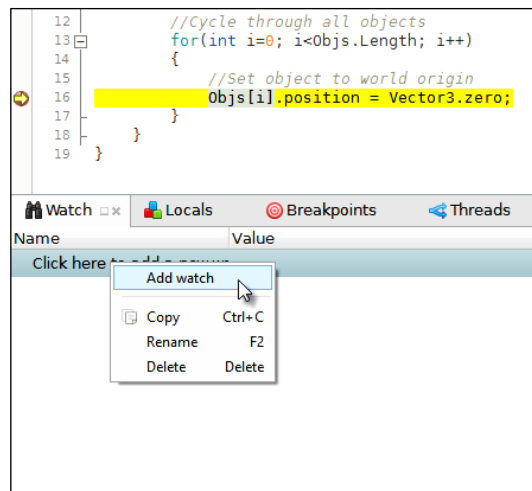 12 //Cycle through all objects
13 for(int i=0; i<Objs.Length; i++)
14 {
15 //Set object to world origin
16 Objs[i].position = Vector3.zero;
17 }
18 }
19 }
Watch Locals Breakpoints Threads
Name Value
Click here to add a new
Add watch
Copy Ctrl+C
Rename F2
Delete Delete